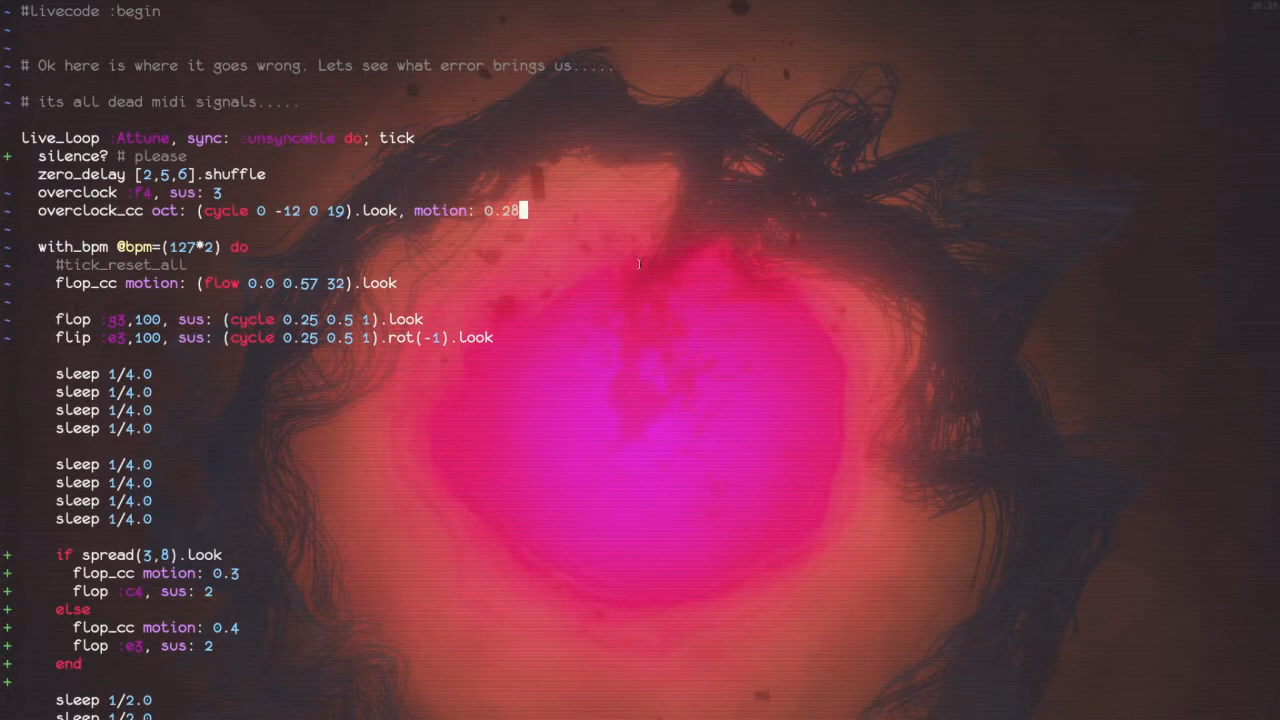 #livecode :begin
# Ok here is where it goes wrong. Lets see what error brings us.....
# its all dead midi signals.....
live_loop :Attune, sync: :unsyncable do; tick
silence? # please
zero_delay [2,5,6].shuffle
overclock :f4, sus: 3
overclock_cc oct: (cycle 0 -12 0 19).look, motion: 0.28
with_bpm @bpm=(127*2) do
#tick_reset_all
flop_cc motion: (flow 0.0 0.57 32).look
flop :g3,100, sus: (cycle 0.25 0.5 1).look
flip :e3,100, sus: (cycle 0.25 0.5 1).rot(-1).look
sleep 1/4.0
sleep 1/4.0
sleep 1/4.0
sleep 1/4.0
sleep 1/4.0
sleep 1/4.0
sleep 1/4.0
sleep 1/4.0
if spread(3,8).look
flop_cc motion: 0.3
flop :c4, sus: 2
else
flop_cc motion: 0.4
flop :e3, sus: 2
end
sleep 1/2.0
sleep 1/2.0